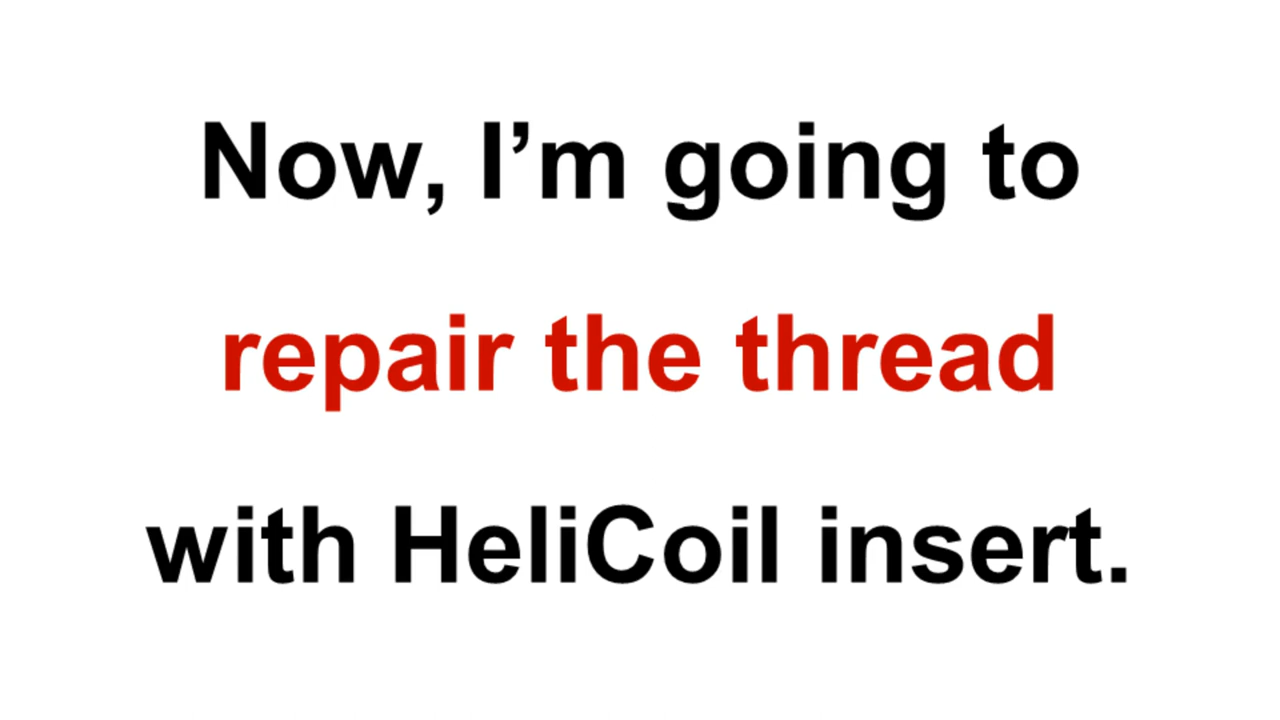 Now, I’m going to
repair the thread
with HeliCoil insert.